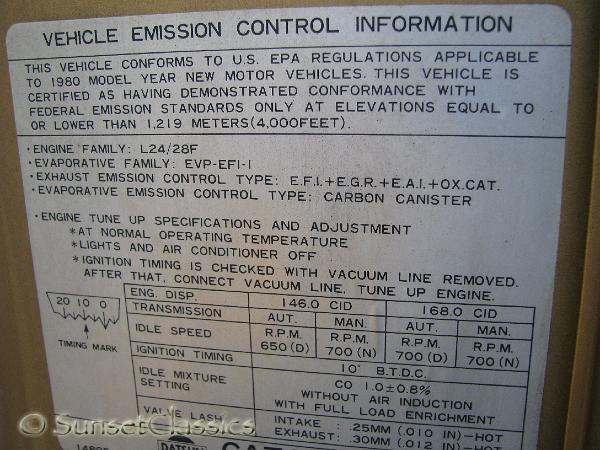 VEHICLE EMISSION CONTROL INFORMATION
THIS VEHICLE CONFORMS TO U.S. EPA REGULATIONS APPLICABLE
TO 1980 MODEL YEAR NEW MOTOR VEHICLES. THIS VEHICLE IS
CERTIFIED AS HAVING DEMONSTRATED CONFORMANCE WITH
FEDERAL EMISSION STANDARDS ONLY AT ELEVATIONS EQUAL TO
OR LOWER THAN 1,219 METERS(4,000FEET).
·ENGINE FAMILY: L24/28F
·EVAPORATIVE FAMILY: EVP-EFI-I
·EXHAUST EMISSION CONTROL TYPE: E.F.I.+E.G.R.+E.A.I.+OX.CAT.
·EVAPORATIVE EMISSION CONTROL TYPE: CARBON CANISTER
·ENGINE TUNE UP SPECIFICATIONS AND ADJUSTMENT
*AT NORMAL OPERATING TEMPERATURE
*LIGHTS AND AIR CONDITIONER OFF
*IGNITION TIMING IS CHECKED WITH VACUUM LINE REMOVED.
AFTER THAT, CONNECT VACUUM LINE, TUNE UP ENGINE.
20 10 0
TIMING MARK
ENG. DISP. 146.0 CID 168.0 CID
TRANSMISSION AUT. MAN. AUT. MAN.
IDLE SPEED R.P.M. 650 (D) R.P.M. 700 (N) R.P.M. 700 (D) R.P.M. 700 (N)
IGNITION TIMING 10° B.T.D.C.
IDLE MIXTURE SETTING CO 1.0±0.8%
WITHOUT AIR INDUCTION
WITH FULL LOAD ENRICHMENT
VALVE LASH INTAKE : .25MM (.010 IN)-HOT
EXHAUST: .30MM (.012 IN)-HOT
DATSUN
© SunsetClassics